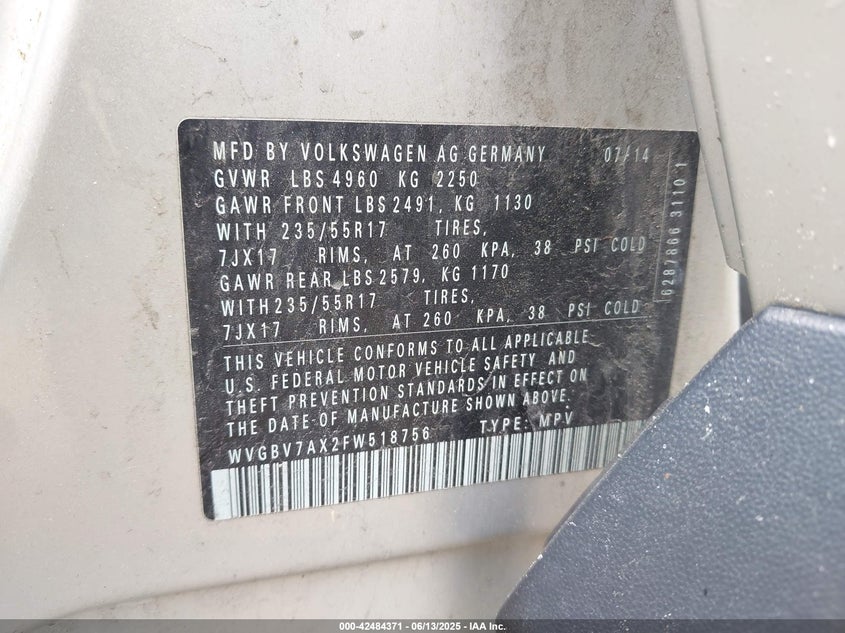 MFD BY VOLKSWAGEN AG GERMANY 07/14
GVWR LBS 4960 KG 2250
GAWR FRONT LBS 2491, KG 1130
WITH 235/55R17 TIRES,
7JX17 RIMS, AT 260 KPA, 38 PSI COLD
GAWR REAR LBS 2579, KG 1170
WITH 235/55R17 TIRES,
7JX17 RIMS, AT 260 KPA, 38 PSI COLD
THIS VEHICLE CONFORMS TO ALL APPLICABLE
U.S. FEDERAL MOTOR VEHICLE SAFETY AND
THEFT PREVENTION STANDARDS IN EFFECT ON
THE DATE OF MANUFACTURE SHOWN ABOVE.
WVGBV7AX2FW518756 TYPE: MPV
6287866 3110 1
000-42484371 - 06/13/2025 - IAA Inc.